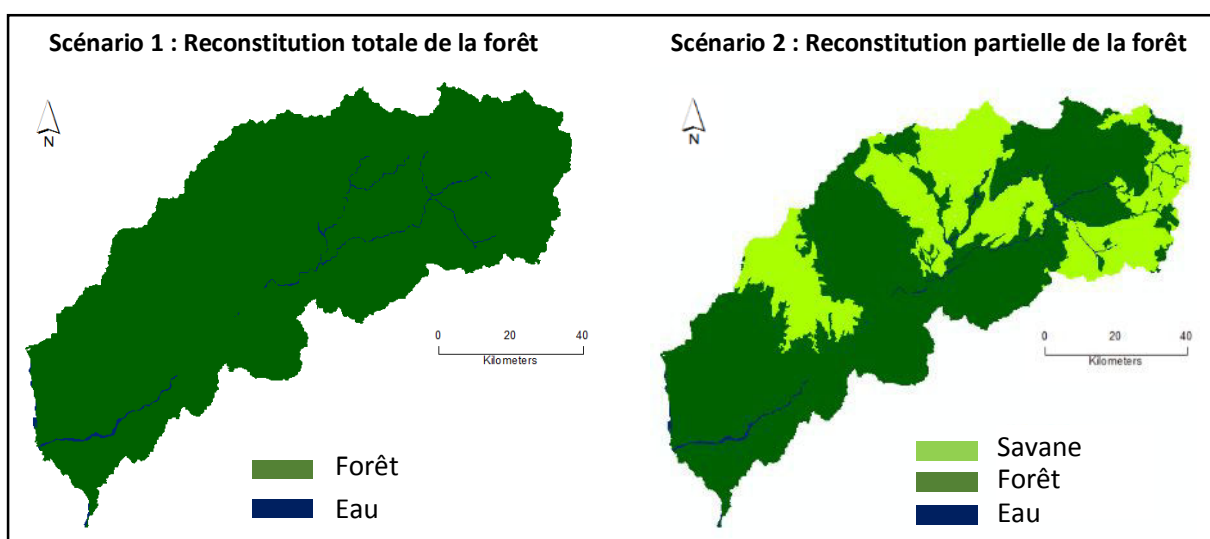 Scénario 1 : Reconstitution totale de la forêt
N
0 20 40
Kilometers
Forêt
Eau
Scénario 2 : Reconstitution partielle de la forêt
N
0 20 40
Kilometers
Savane
Forêt
Eau